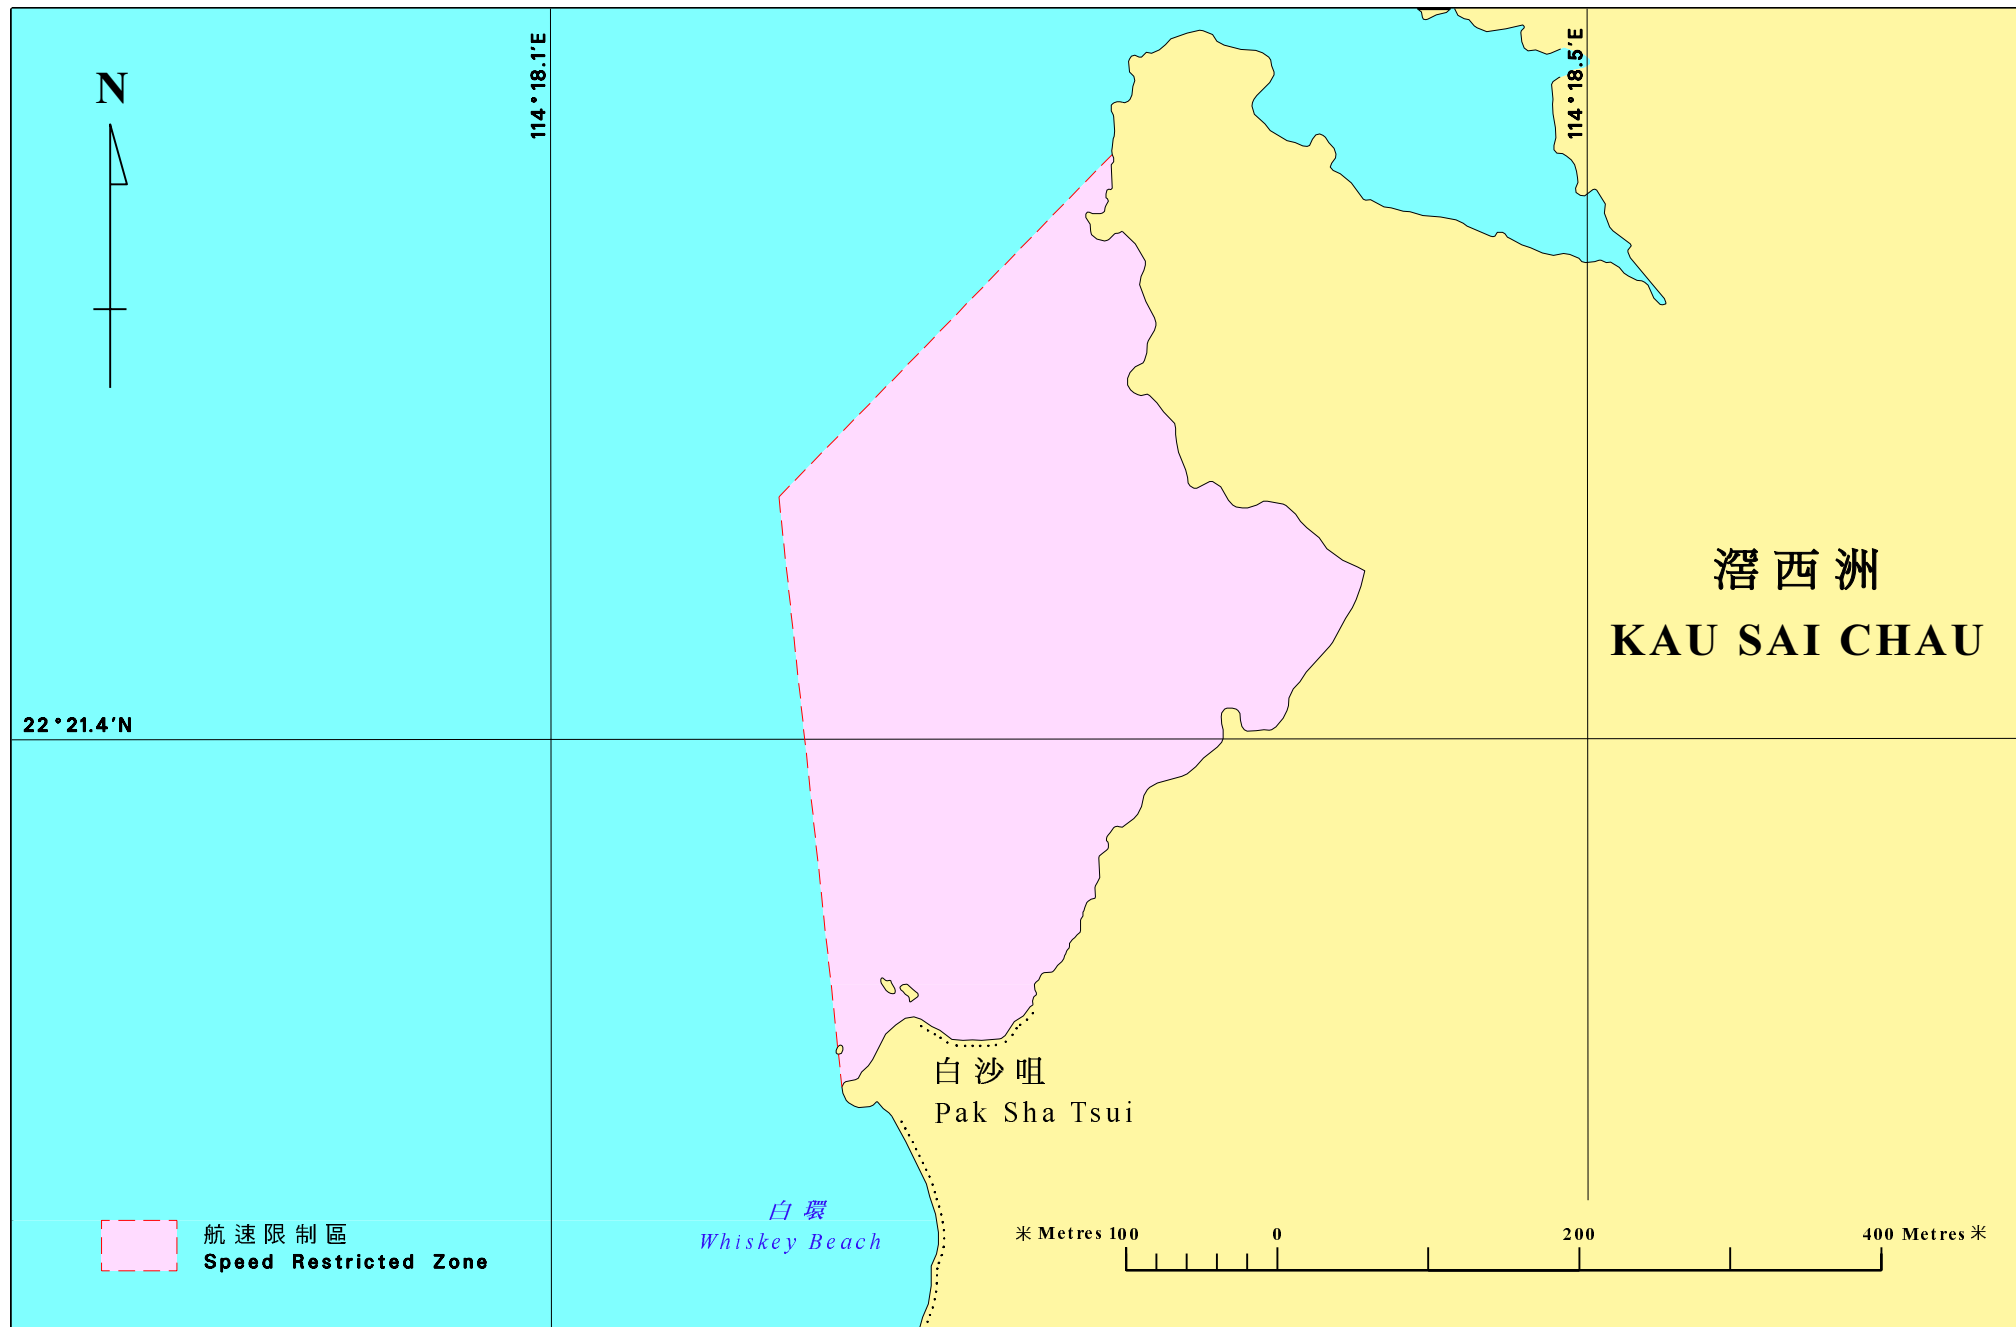 N
114°18.1'E
114°18.5'E
滘西洲
KAU SAI CHAU
22°21.4'N
白沙咀
Pak Sha Tsui
白環
Whiskey Beach
航速限制區
Speed Restricted Zone
米 Metres 100 0 200 400 Metres 米